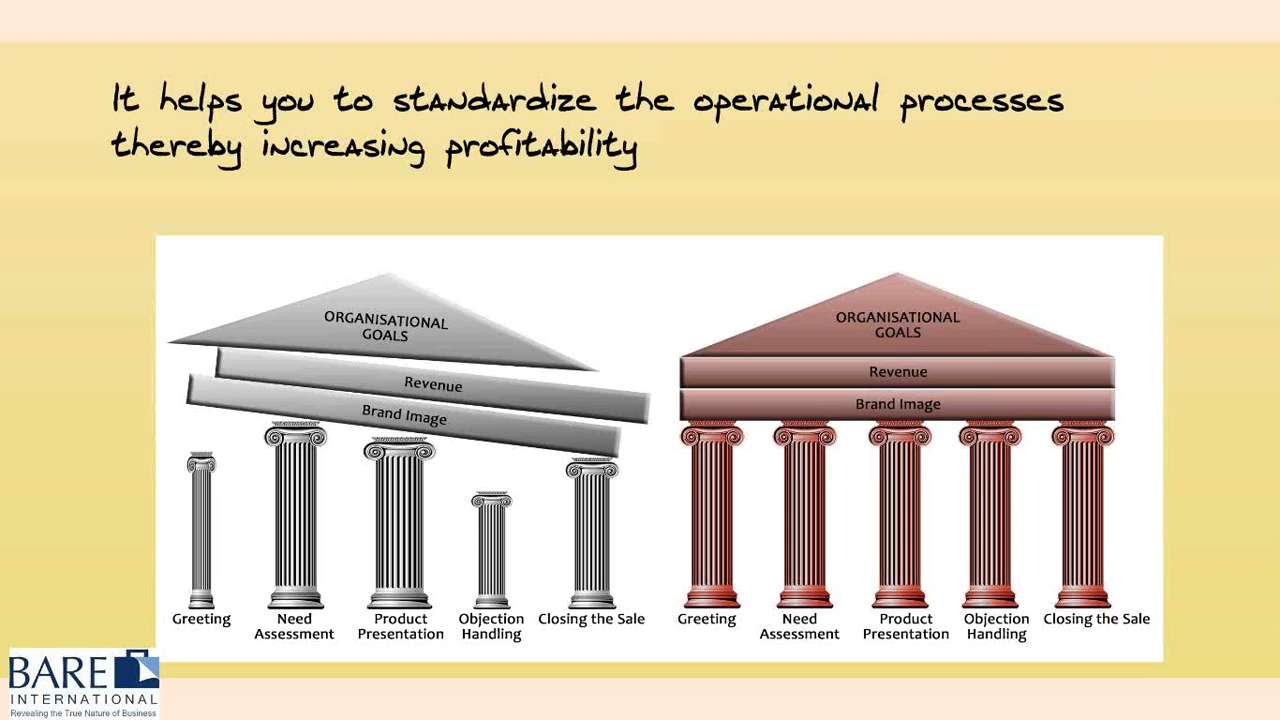 It helps you to standardize the operational processes
thereby increasing profitability
ORGANISATIONAL
GOALS
Revenue
Brand Image
Greeting
Need
Assessment
Product
Presentation
Objection
Handling
Closing the Sale
ORGANISATIONAL
GOALS
Revenue
Brand Image
Greeting
Need
Assessment
Product
Presentation
Objection
Handling
Closing the Sale
BARE
INTERNATIONAL
Revealing the True Nature of Business